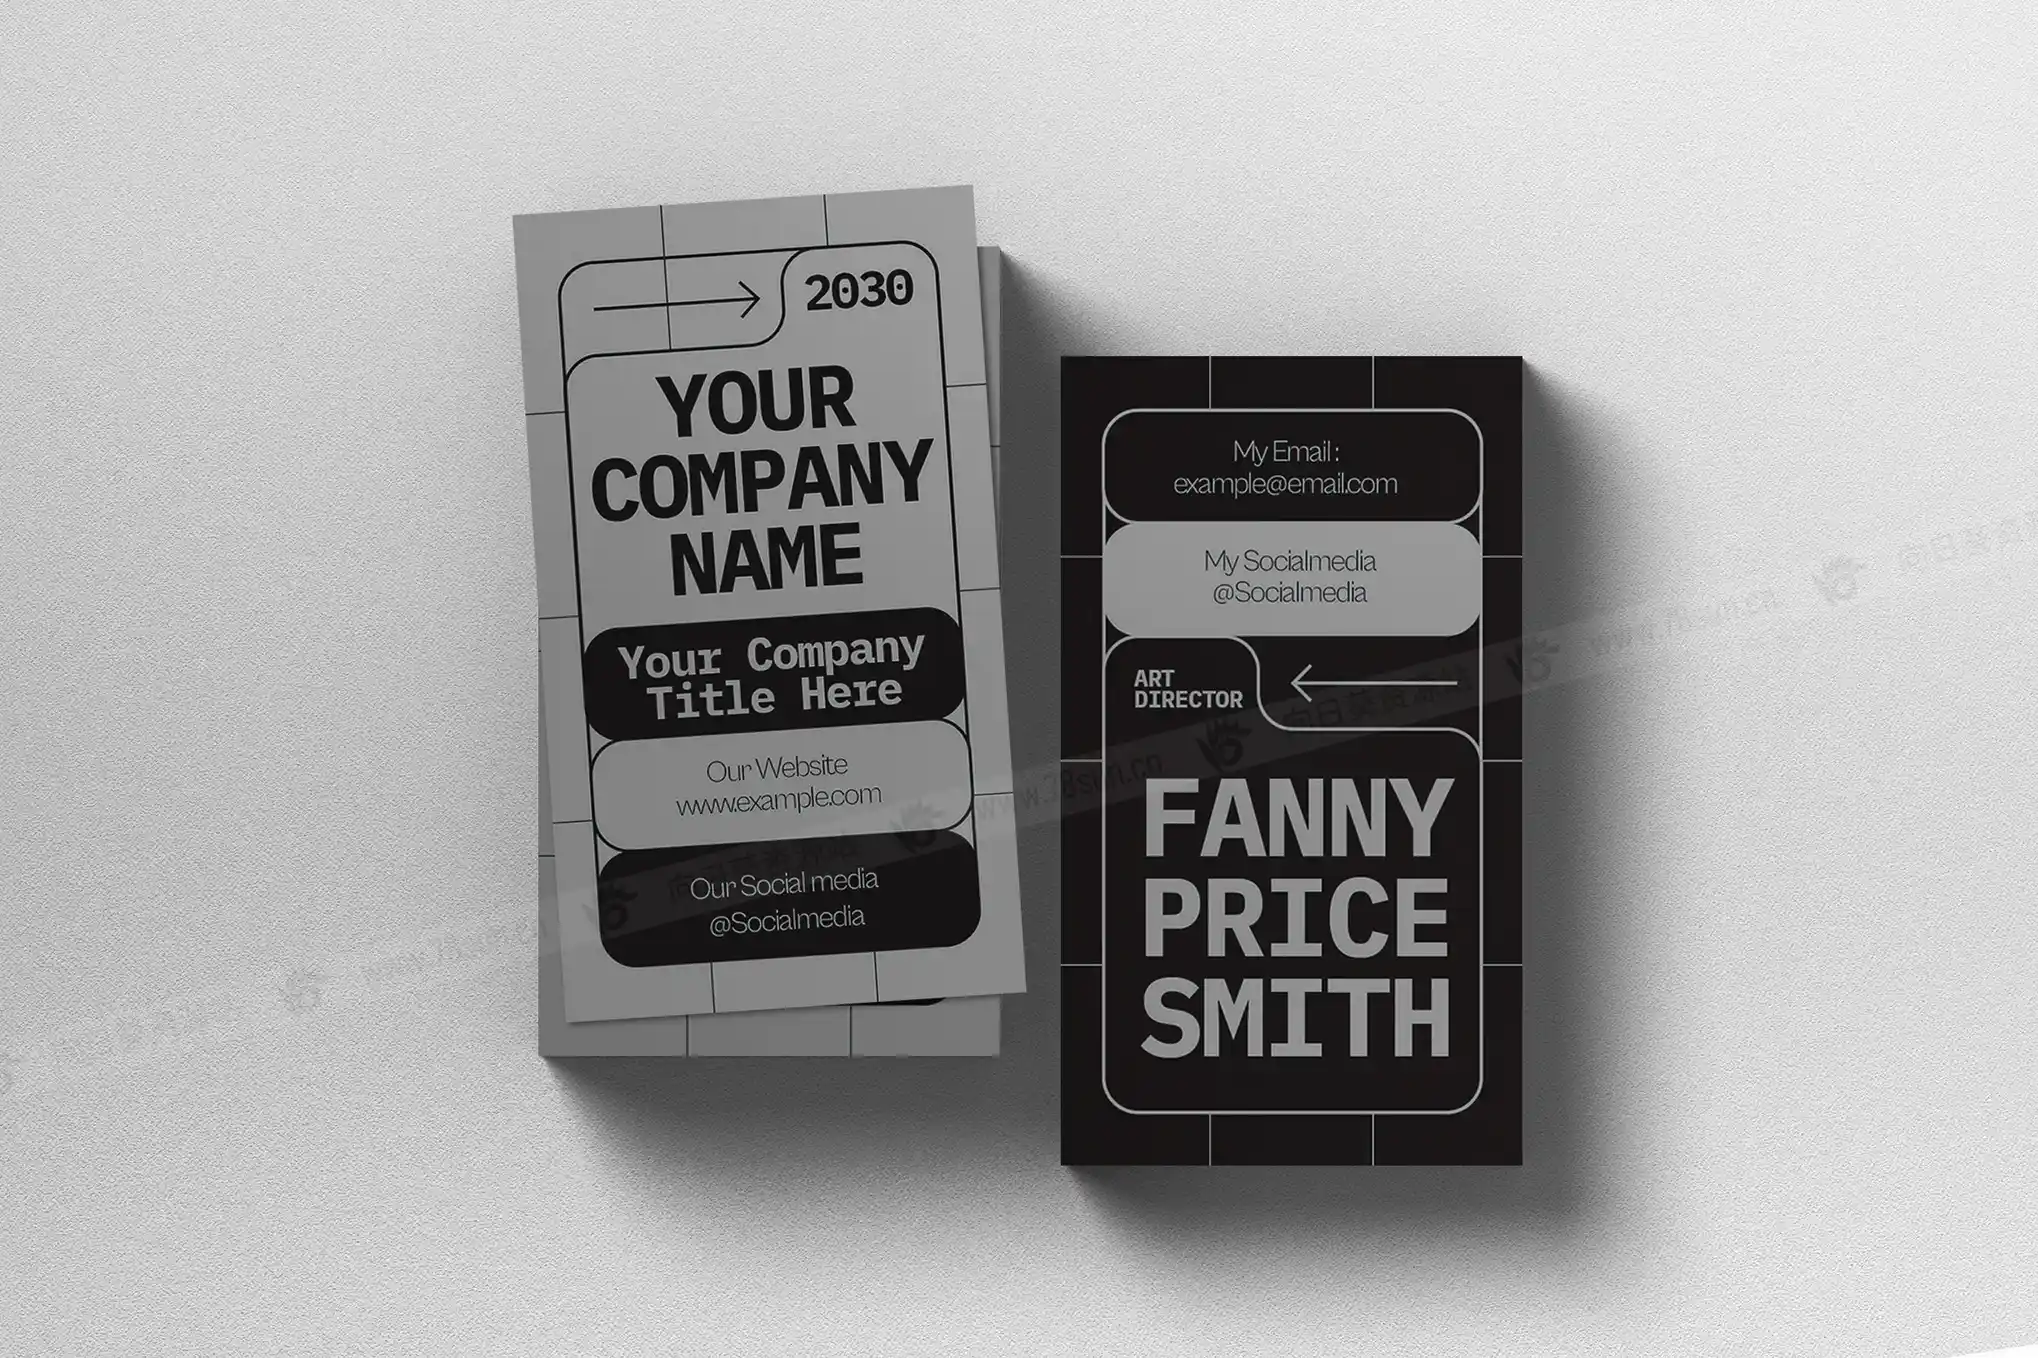 2030
YOUR
COMPANY
NAME
Your Company
Title Here
Our Website
www.example.com
Our Social media
@Socialmedia
My Email :
example@email.com
My Socialmedia
@Socialmedia
ART
DIRECTOR
FANNY
PRICE
SMITH